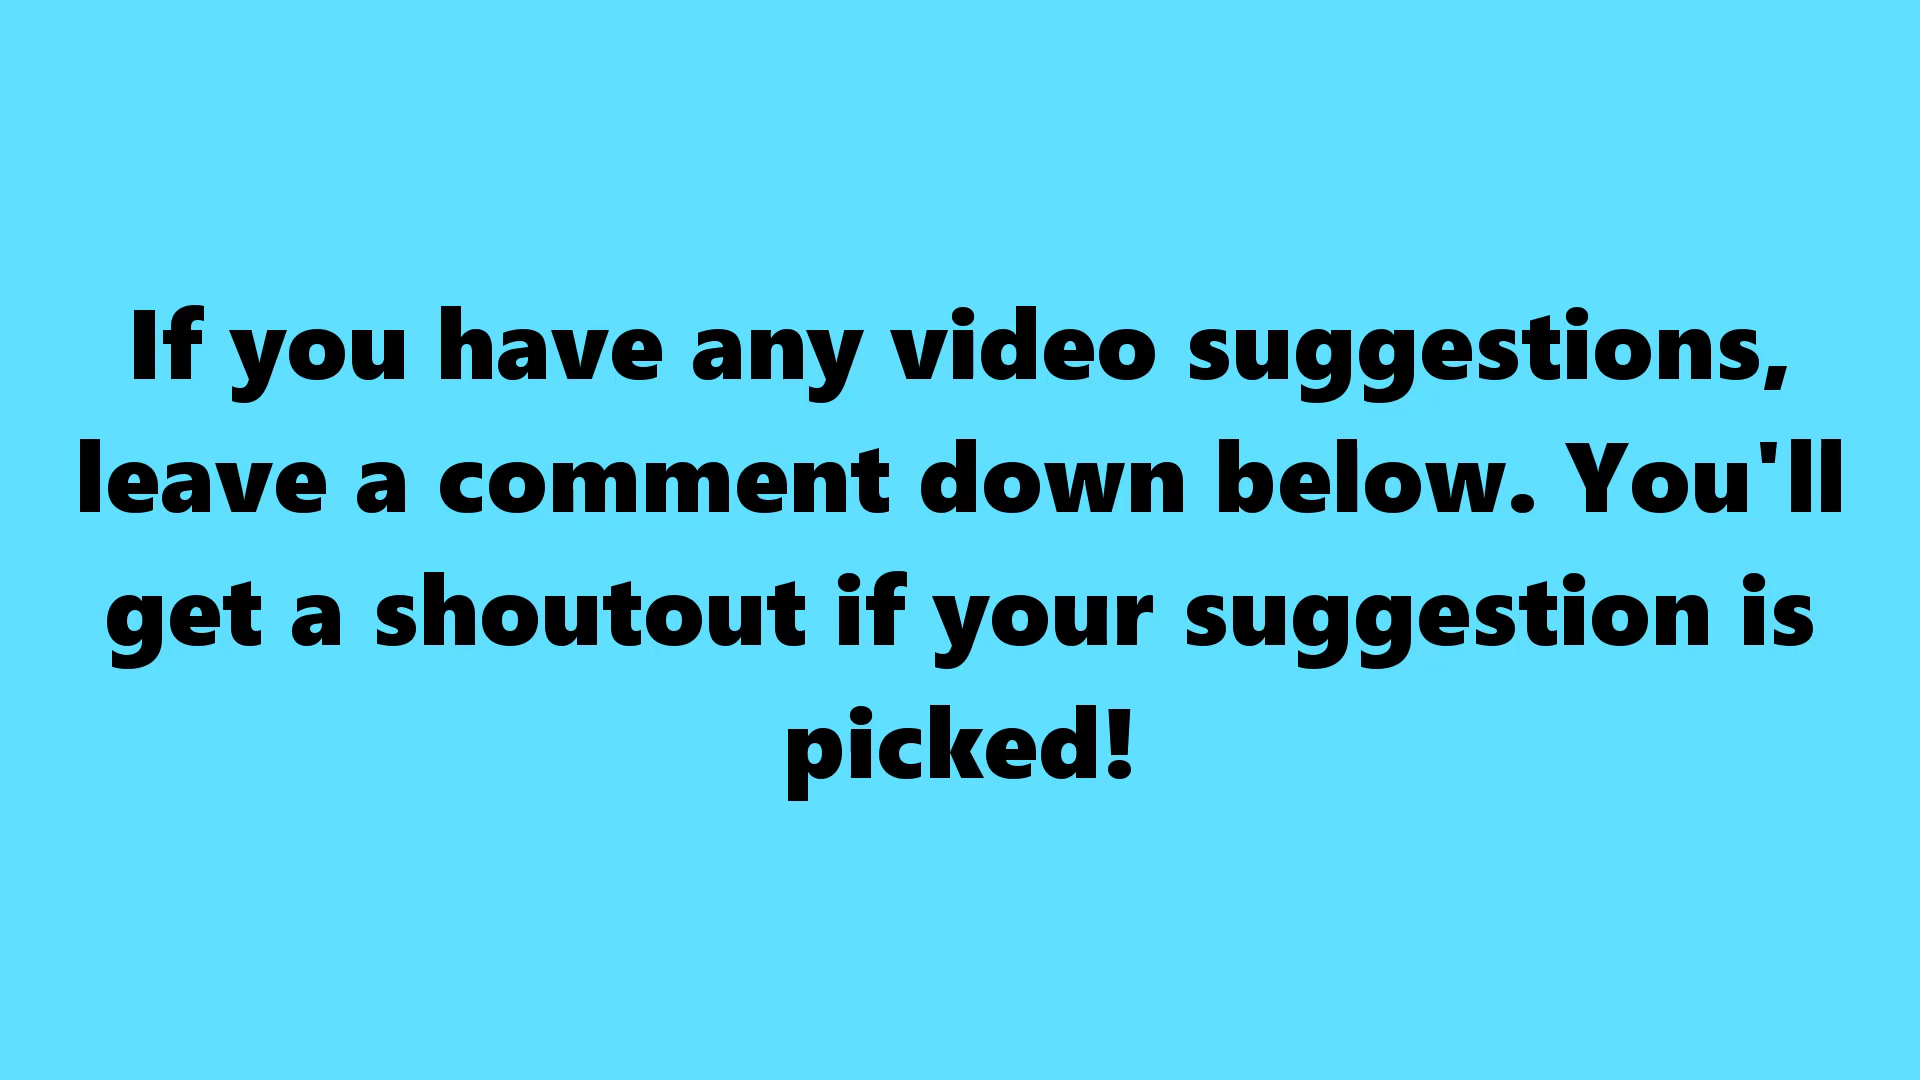 If you have any video suggestions,
leave a comment down below. You'll
get a shoutout if your suggestion is
picked!